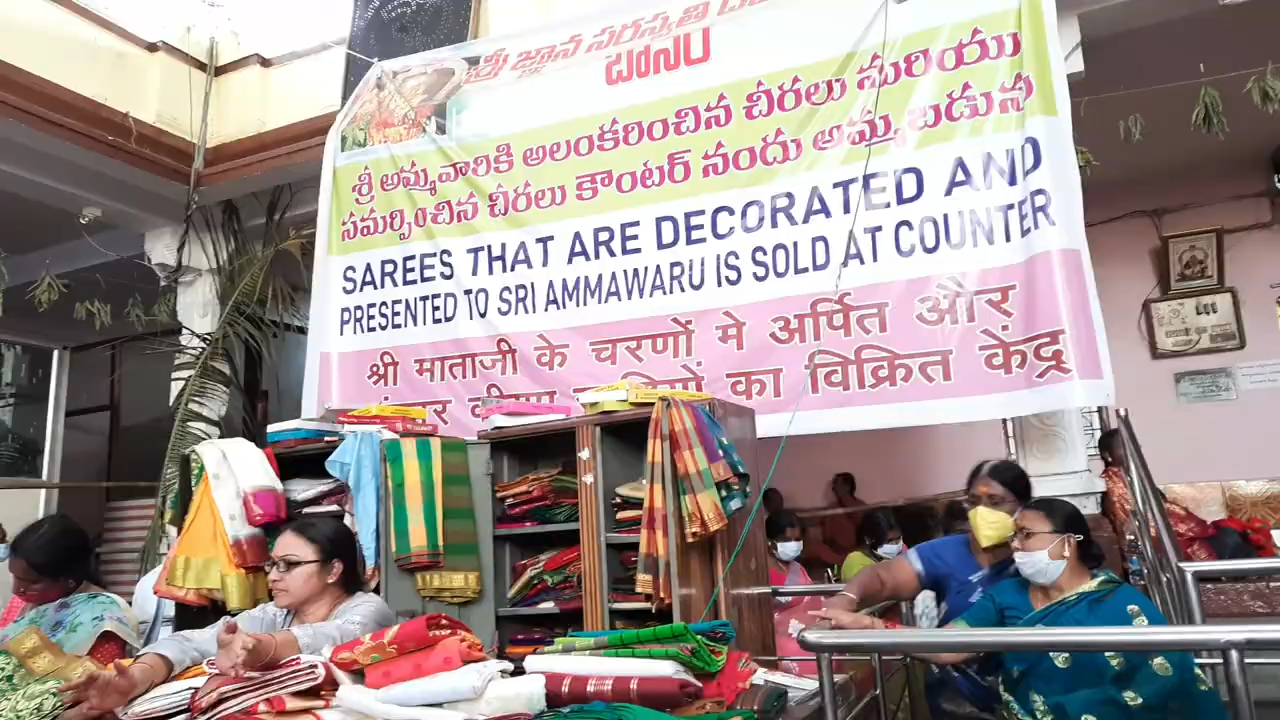 శ్రీ జ్ఞాన సరస్వతి
శ్రీ అమ్మవారికి అలంకరించిన చీరలు మరియు
సమర్పించిన చీరలు కౌంటర్ నందు అమ్మబడున
SAREES THAT ARE DECORATED AND
PRESENTED TO SRI AMMAWARU IS SOLD AT COUNTER
श्री माताजी के चरणों मे अर्पित और
का विक्रित केंद्र